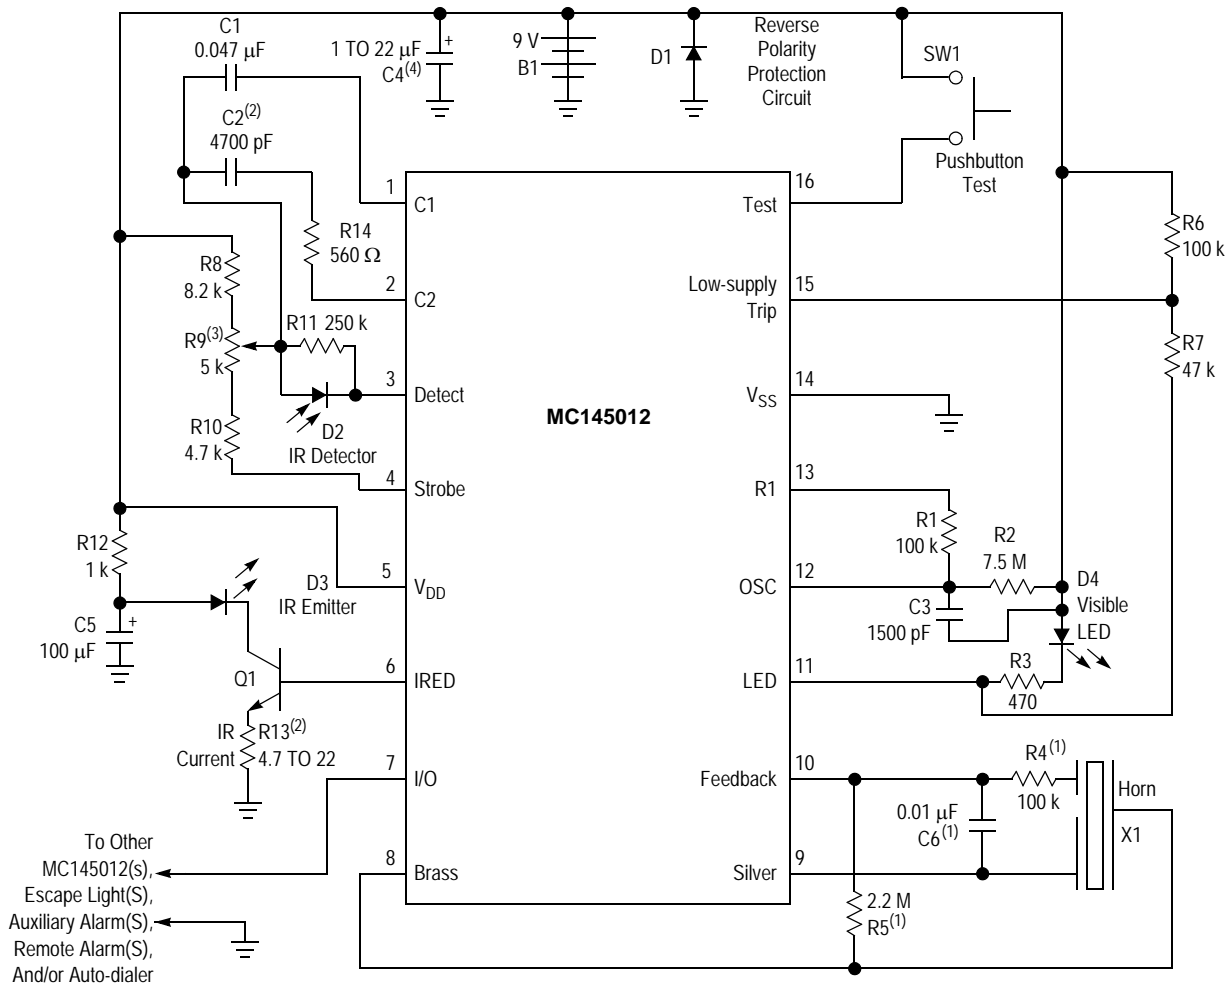 C1
0.047 μF
C2(2)
4700 pF
1 TO 22 μF
C4(4)
+
9 V
B1
D1
Reverse
Polarity
Protection
Circuit
SW1
Pushbutton
Test
R14
560 Ω
R8
8.2 k
R9(3)
5 k
R10
4.7 k
R11 250 k
D2
IR Detector
R12
1 k
C5
100 μF
+
D3
IR Emitter
Q1
IR
Current
R13(2)
4.7 TO 22
To Other
MC145012(s),
Escape Light(S),
Auxiliary Alarm(S),
Remote Alarm(S),
And/or Auto-dialer
1
C1
2
C2
3
Detect
4
Strobe
5
VDD
6
IRED
7
I/O
8
Brass
MC145012
16
Test
15
Low-supply
Trip
14
VSS
13
R1
12
OSC
11
LED
10
Feedback
9
Silver
R6
100 k
R7
47 k
R1
100 k
R2
7.5 M
C3
1500 pF
D4
Visible
LED
R3
470
R4(1)
100 k
0.01 μF
C6(1)
Horn
X1
2.2 M
R5(1)